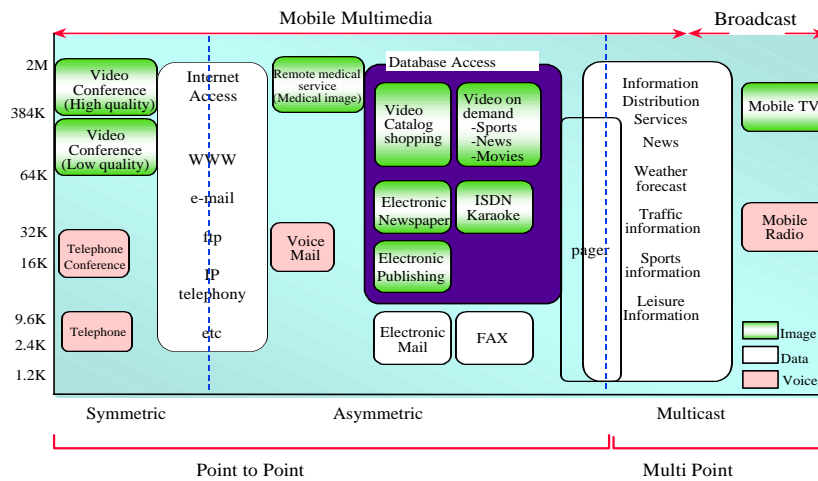 Mobile Multimedia
Broadcast
2M
384K
64K
32K
16K
9.6K
2.4K
1.2K
Video
Conference
(High quality)
Video
Conference
(Low quality)
Telephone
Conference
Telephone
Internet
Access
WWW
e-mail
ftp
IP
telephony
etc
Remote medical
service
(Medical image)
Voice
Mail
Database Access
Video
Catalog
shopping
Video on
demand
-Sports
-News
-Movies
Electronic
Newspaper
ISDN
Karaoke
Electronic
Publishing
Electronic
Mail
FAX
pager
Information
Distribution
Services
News
Weather
forecast
Traffic
information
Sports
information
Leisure
Information
Mobile TV
Mobile
Radio
Image
Data
Voice
Symmetric
Asymmetric
Multicast
Point to Point
Multi Point